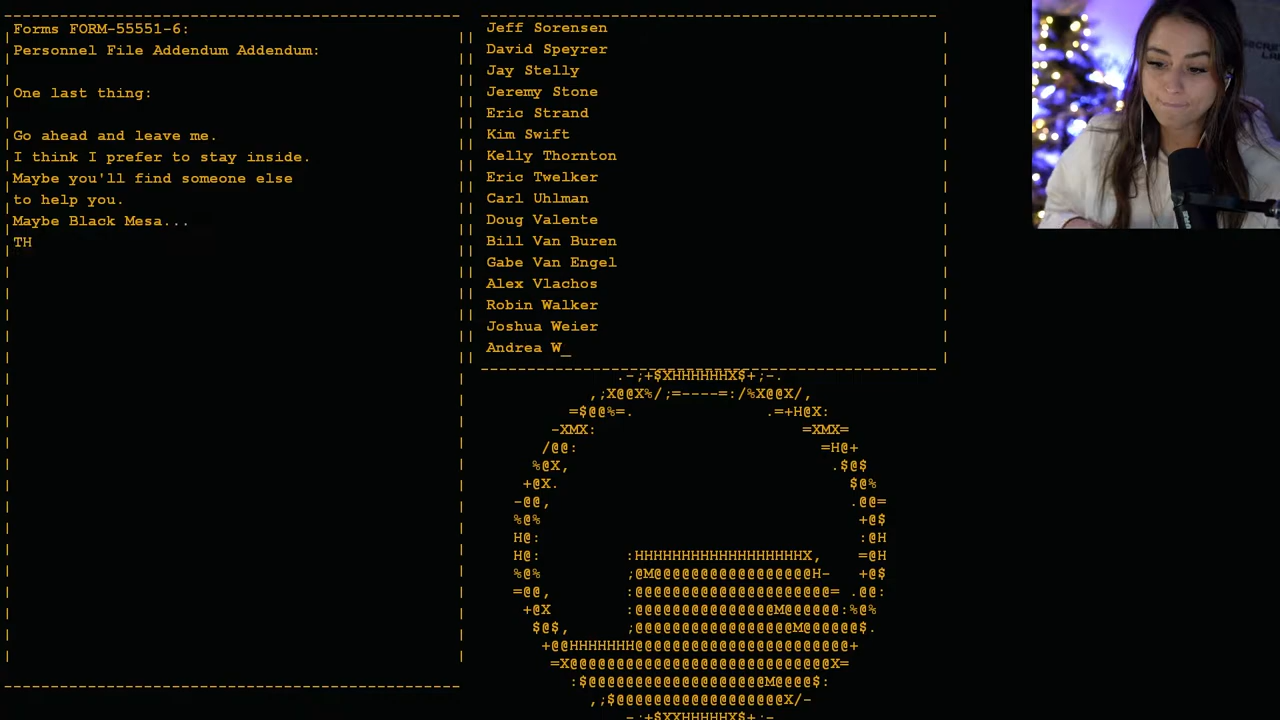 Forms FORM-55551-6:
Personnel File Addendum Addendum:
One last thing:
Go ahead and leave me.
I think I prefer to stay inside.
Maybe you'll find someone else
to help you.
Maybe Black Mesa...
TH
Jeff Sorensen
David Speyrer
Jay Stelly
Jeremy Stone
Eric Strand
Kim Swift
Kelly Thornton
Eric Twelker
Carl Uhlman
Doug Valente
Bill Van Buren
Gabe Van Engel
Alex Vlachos
Robin Walker
Joshua Weier
Andrea W_